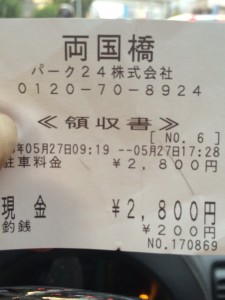 両国橋
パーク24株式会社
0120-70-8924
≪領収書≫
[ NO. 6 ]
年05月27日09:19 --05月27日17:28
駐車料金 ¥2,800円
現金 ¥2,800円
釣銭 ¥200円
NO.170869